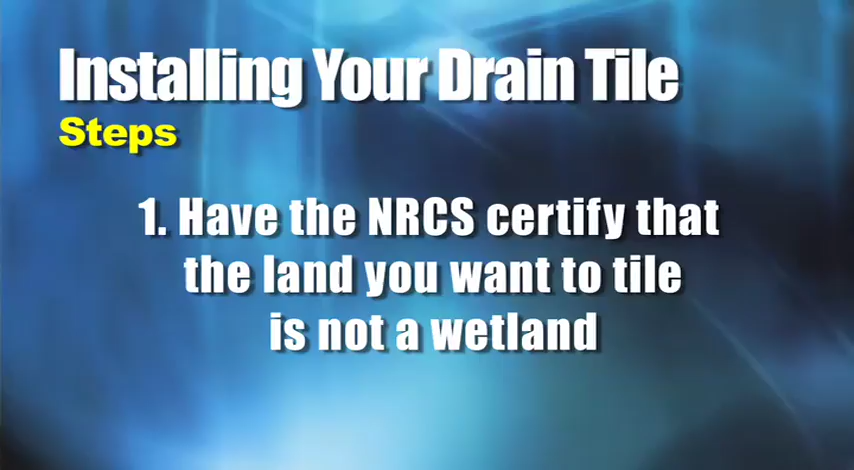 Installing Your Drain Tile
Steps
1. Have the NRCS certify that
the land you want to tile
is not a wetland